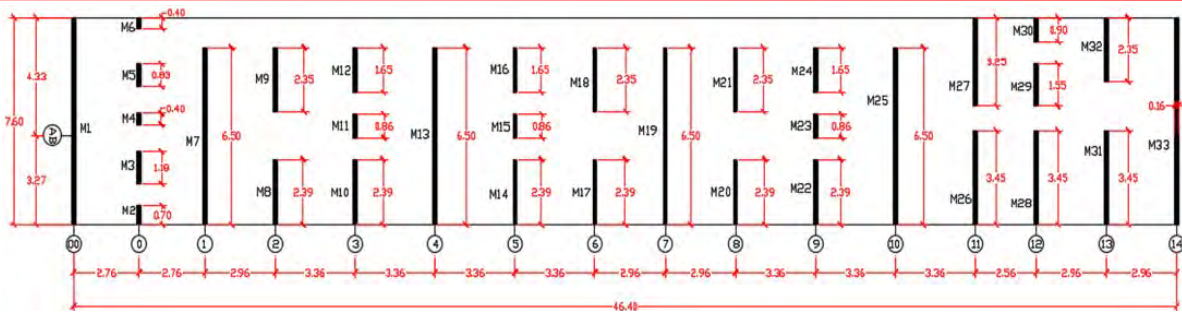 0.40
M6 M30 0.90
M5 0.83 M9 2.35 M12 1.65 M16 1.65 M18 2.35 M21 2.35 M24 1.65 M27 3.25 M29 1.55 M32 2.35
4.33
7.60 M1 M4 0.40 M11 0.86 M13 M15 0.86 M19 M23 0.86 M25 0.16
AB M7 6.50 6.50 6.50 6.50 M33
3.27 M3 M8 2.39 M10 2.39 M14 2.39 M17 2.39 M20 2.39 M22 2.39 M26 3.45 M28 3.45 M31 3.45
M2 0.70
00 0 1 2 3 4 5 6 7 8 9 10 11 12 13 14
2.76 2.76 2.96 3.36 3.36 3.36 3.36 2.96 2.96 3.36 3.36 3.36 2.56 2.96 2.96
46.40